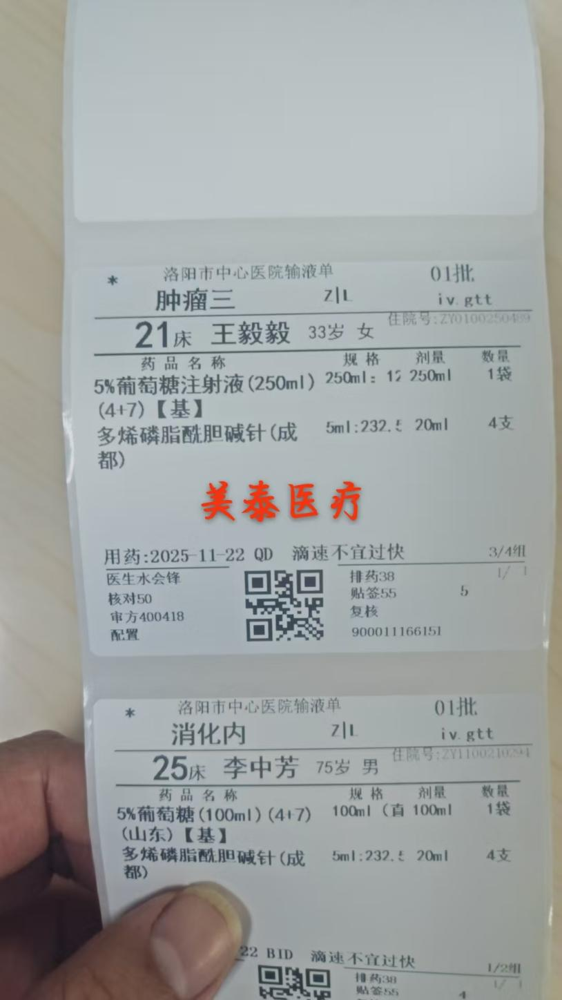 * 洛阳市中心医院输液单 01批
肿瘤三 Z|L iv.gtt
住院号:ZY0100250489
21床 王毅毅 33岁 女
药品名称 规格 剂量 数量
5%葡萄糖注射液(250ml) 250ml: 12 250ml 1袋
(4+7)【基】
多烯磷脂酰胆碱针(成 5ml:232.5 20ml 4支
都)
美泰医疗
用药:2025-11-22 QD 滴速不宜过快 3/4组
医生水会锋 排药38 1/ 1
核对50 贴签55 5
审方400418 复核
配置 900011166151
* 洛阳市中心医院输液单 01批
消化内 Z|L iv.gtt
住院号:ZY1100210294
25床 李中芳 75岁 男
药品名称 规格 剂量 数量
5%葡萄糖(100ml)(4+7) 100ml(直 100ml 1袋
(山东)【基】
多烯磷脂酰胆碱针(成 5ml:232.5 20ml 4支
都)
22 BID 滴速不宜过快 1/2组
排药38 1/ 1
贴签55 4